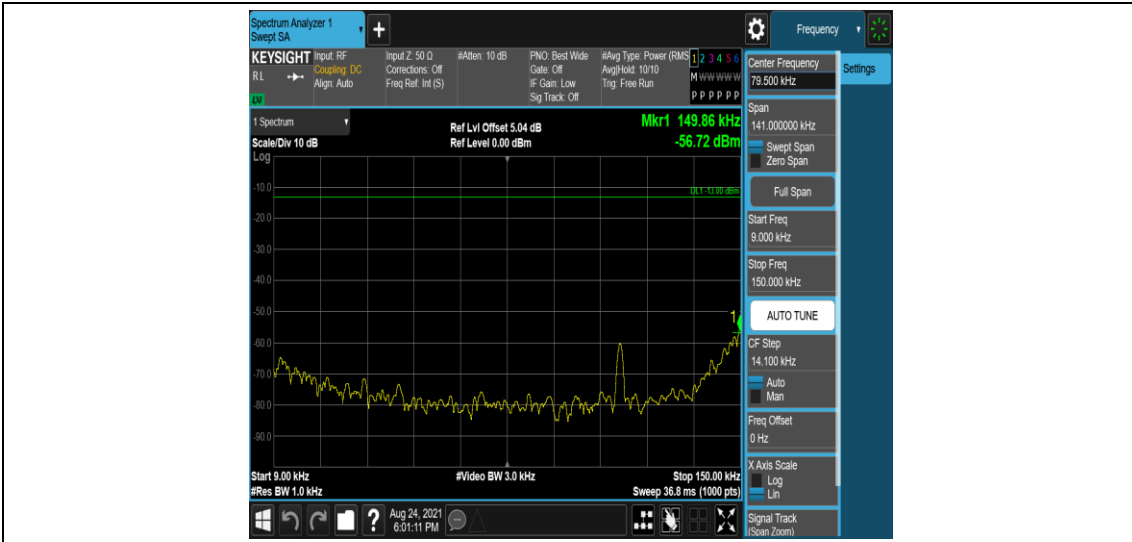 Spectrum Analyzer 1
Swept SA
+
Frequency
KEYSIGHT
RL
LXI
Input: RF
Coupling: DC
Align: Auto
Input Z: 50 Ω
Corrections: Off
Freq Ref: Int (S)
#Atten: 10 dB
PNO: Best Wide
Gate: Off
IF Gain: Low
Sig Track: Off
#Avg Type: Power (RMS
Avg|Hold: 10/10
Trig: Free Run
1 2 3 4 5 6
M W W W W W
P P P P P P
1 Spectrum
Scale/Div 10 dB
Log
Ref Lvl Offset 5.04 dB
Ref Level 0.00 dBm
Mkr1 149.86 kHz
-56.72 dBm
DL1 -13.00 dBm
-10.0
-20.0
-30.0
-40.0
-50.0
-60.0
-70.0
-80.0
-90.0
1
Start 9.00 kHz
#Res BW 1.0 kHz
#Video BW 3.0 kHz
Stop 150.00 kHz
Sweep 36.8 ms (1000 pts)
Center Frequency
79.500 kHz
Settings
Span
141.000000 kHz
Swept Span
Zero Span
Full Span
Start Freq
9.000 kHz
Stop Freq
150.000 kHz
AUTO TUNE
CF Step
14.100 kHz
Auto
Man
Freq Offset
0 Hz
X Axis Scale
Log
Lin
Signal Track
(Span Zoom)
?
Aug 24, 2021
6:01:11 PM